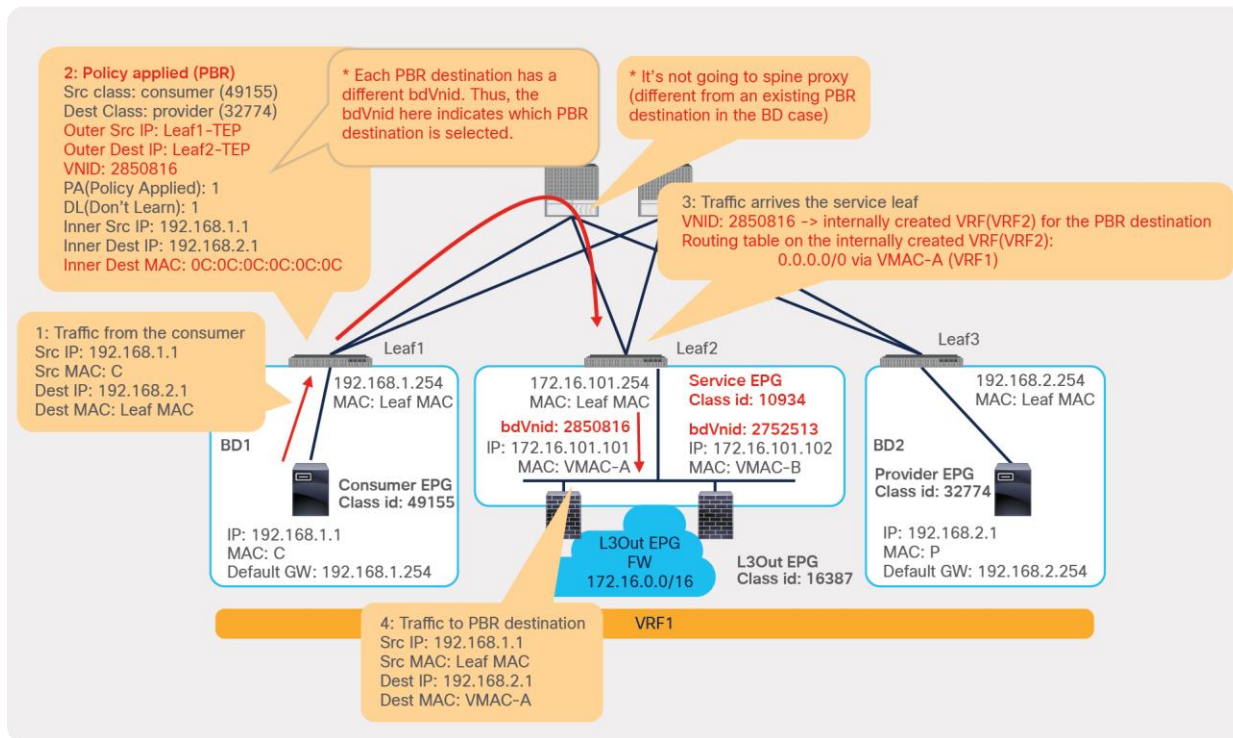 2: Policy applied (PBR)
Src class: consumer (49155)
Dest Class: provider (32774)
Outer Src IP: Leaf1-TEP
Outer Dest IP: Leaf2-TEP
VNID: 2850816
PA(Policy Applied): 1
DL(Don't Learn): 1
Inner Src IP: 192.168.1.1
Inner Dest IP: 192.168.2.1
Inner Dest MAC: 0C:0C:0C:0C:0C:0C
* Each PBR destination has a
different bdVnid. Thus, the
bdVnid here indicates which PBR
destination is selected.
* It's not going to spine proxy
(different from an existing PBR
destination in the BD case)
3: Traffic arrives the service leaf
VNID: 2850816 -> internally created VRF(VRF2) for the PBR destination
Routing table on the internally created VRF(VRF2):
0.0.0.0/0 via VMAC-A (VRF1)
1: Traffic from the consumer
Src IP: 192.168.1.1
Src MAC: C
Dest IP: 192.168.2.1
Dest MAC: Leaf MAC
Leaf1
192.168.1.254
MAC: Leaf MAC
BD1
Consumer EPG
Class id: 49155
IP: 192.168.1.1
MAC: C
Default GW: 192.168.1.254
Leaf2
172.16.101.254
MAC: Leaf MAC
Service EPG
Class id: 10934
bdVnid: 2850816
IP: 172.16.101.101
MAC: VMAC-A
bdVnid: 2752513
IP: 172.16.101.102
MAC: VMAC-B
L3Out EPG
FW
172.16.0.0/16
L3Out EPG
Class id: 16387
Leaf3
192.168.2.254
MAC: Leaf MAC
BD2
Provider EPG
Class id: 32774
IP: 192.168.2.1
MAC: P
Default GW: 192.168.2.254
VRF1
4: Traffic to PBR destination
Src IP: 192.168.1.1
Src MAC: Leaf MAC
Dest IP: 192.168.2.1
Dest MAC: VMAC-A